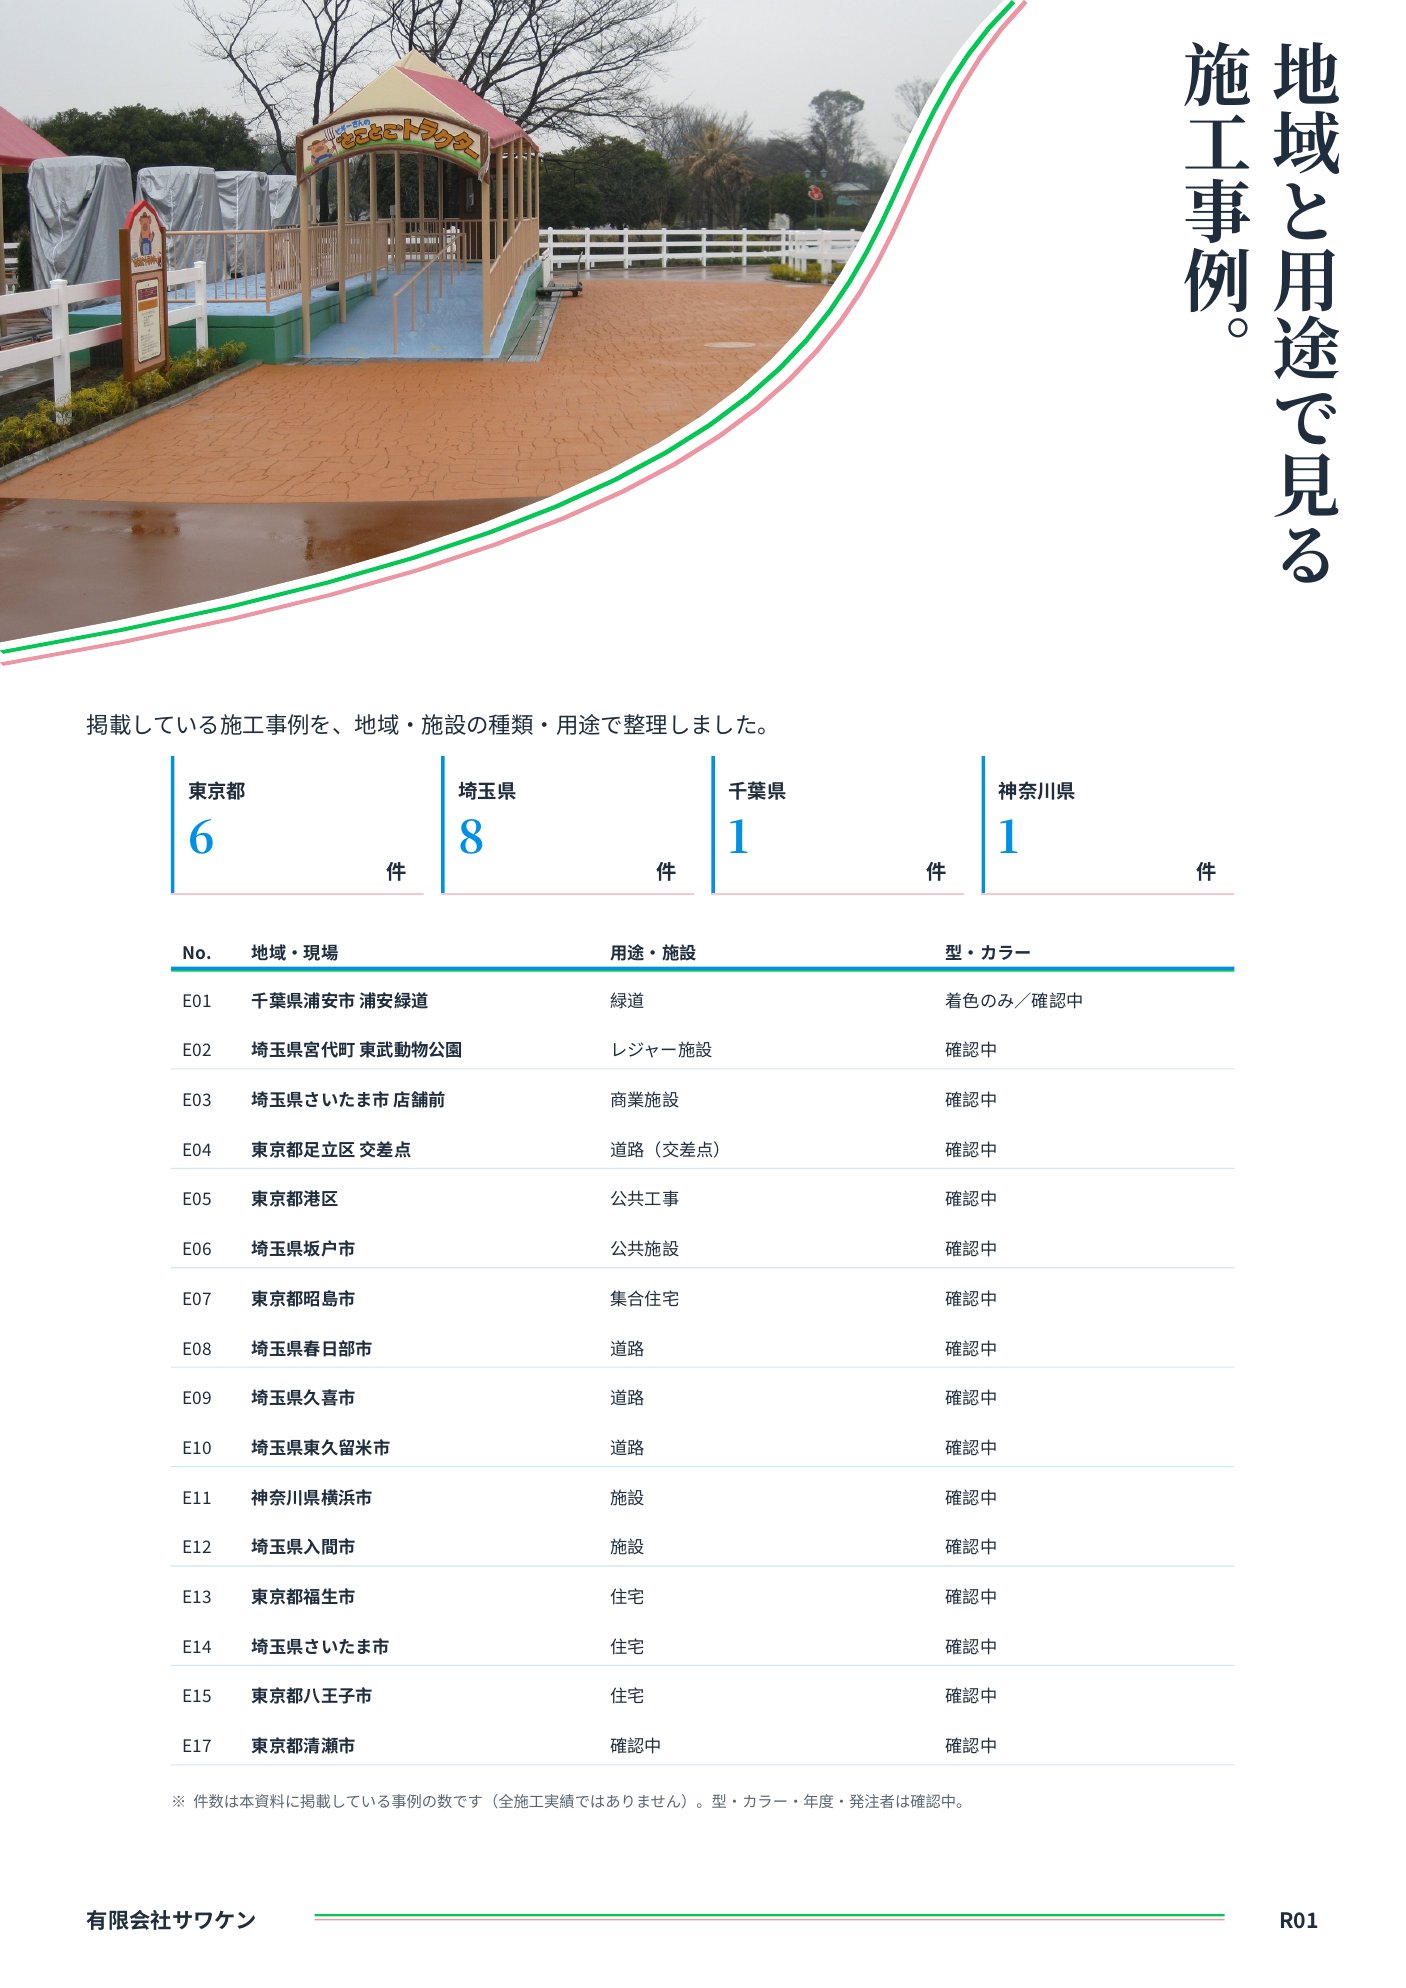 地域と用途で見る
施工事例。
とことこトラクター
掲載している施工事例を、地域・施設の種類・用途で整理しました。
東京都
6
件
埼玉県
8
件
千葉県
1
件
神奈川県
1
件
No. 地域・現場 用途・施設 型・カラー
E01 千葉県浦安市 浦安緑道 緑道 着色のみ／確認中
E02 埼玉県宮代町 東武動物公園 レジャー施設 確認中
E03 埼玉県さいたま市 店舗前 商業施設 確認中
E04 東京都足立区 交差点 道路（交差点） 確認中
E05 東京都港区 公共工事 確認中
E06 埼玉県坂戸市 公共施設 確認中
E07 東京都昭島市 集合住宅 確認中
E08 埼玉県春日部市 道路 確認中
E09 埼玉県久喜市 道路 確認中
E10 埼玉県東久留米市 道路 確認中
E11 神奈川県横浜市 施設 確認中
E12 埼玉県入間市 施設 確認中
E13 東京都福生市 住宅 確認中
E14 埼玉県さいたま市 住宅 確認中
E15 東京都八王子市 住宅 確認中
E17 東京都清瀬市 確認中 確認中
※ 件数は本資料に掲載している事例の数です（全施工実績ではありません）。型・カラー・年度・発注者は確認中。
有限会社サワケン
R01